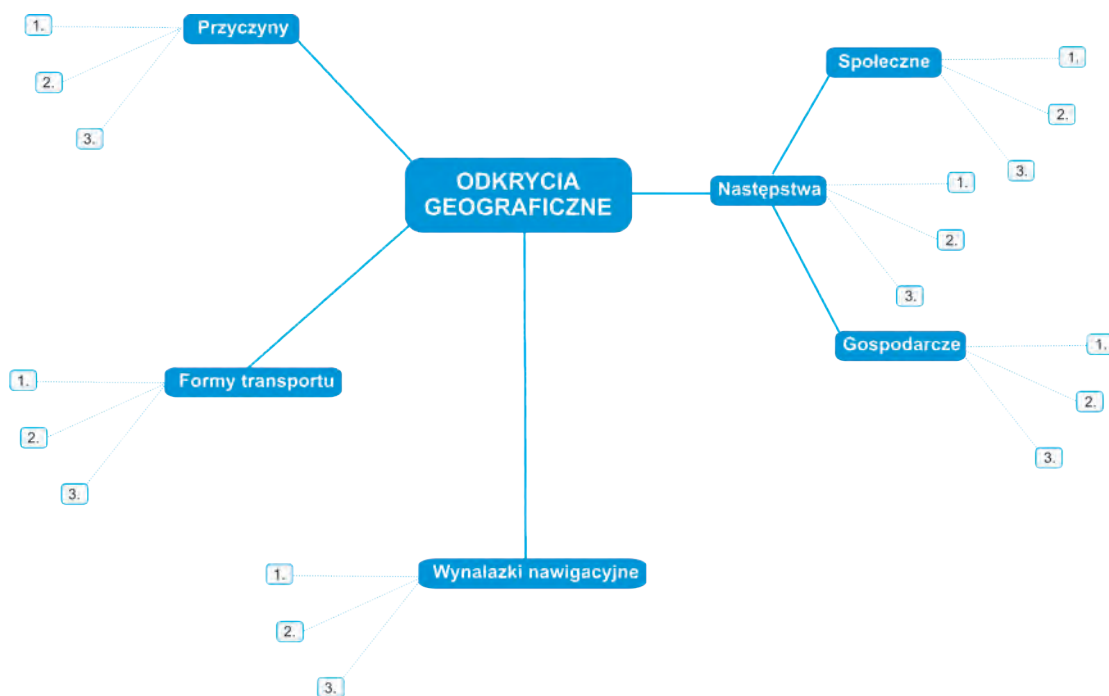 1.
Przyczyny
2.
3.
Społeczne
1.
2.
3.
ODKRYCIA
GEOGRAFICZNE
Następstwa
1.
2.
3.
Gospodarcze
1.
2.
3.
1.
Formy transportu
2.
3.
1.
Wynalazki nawigacyjne
2.
3.